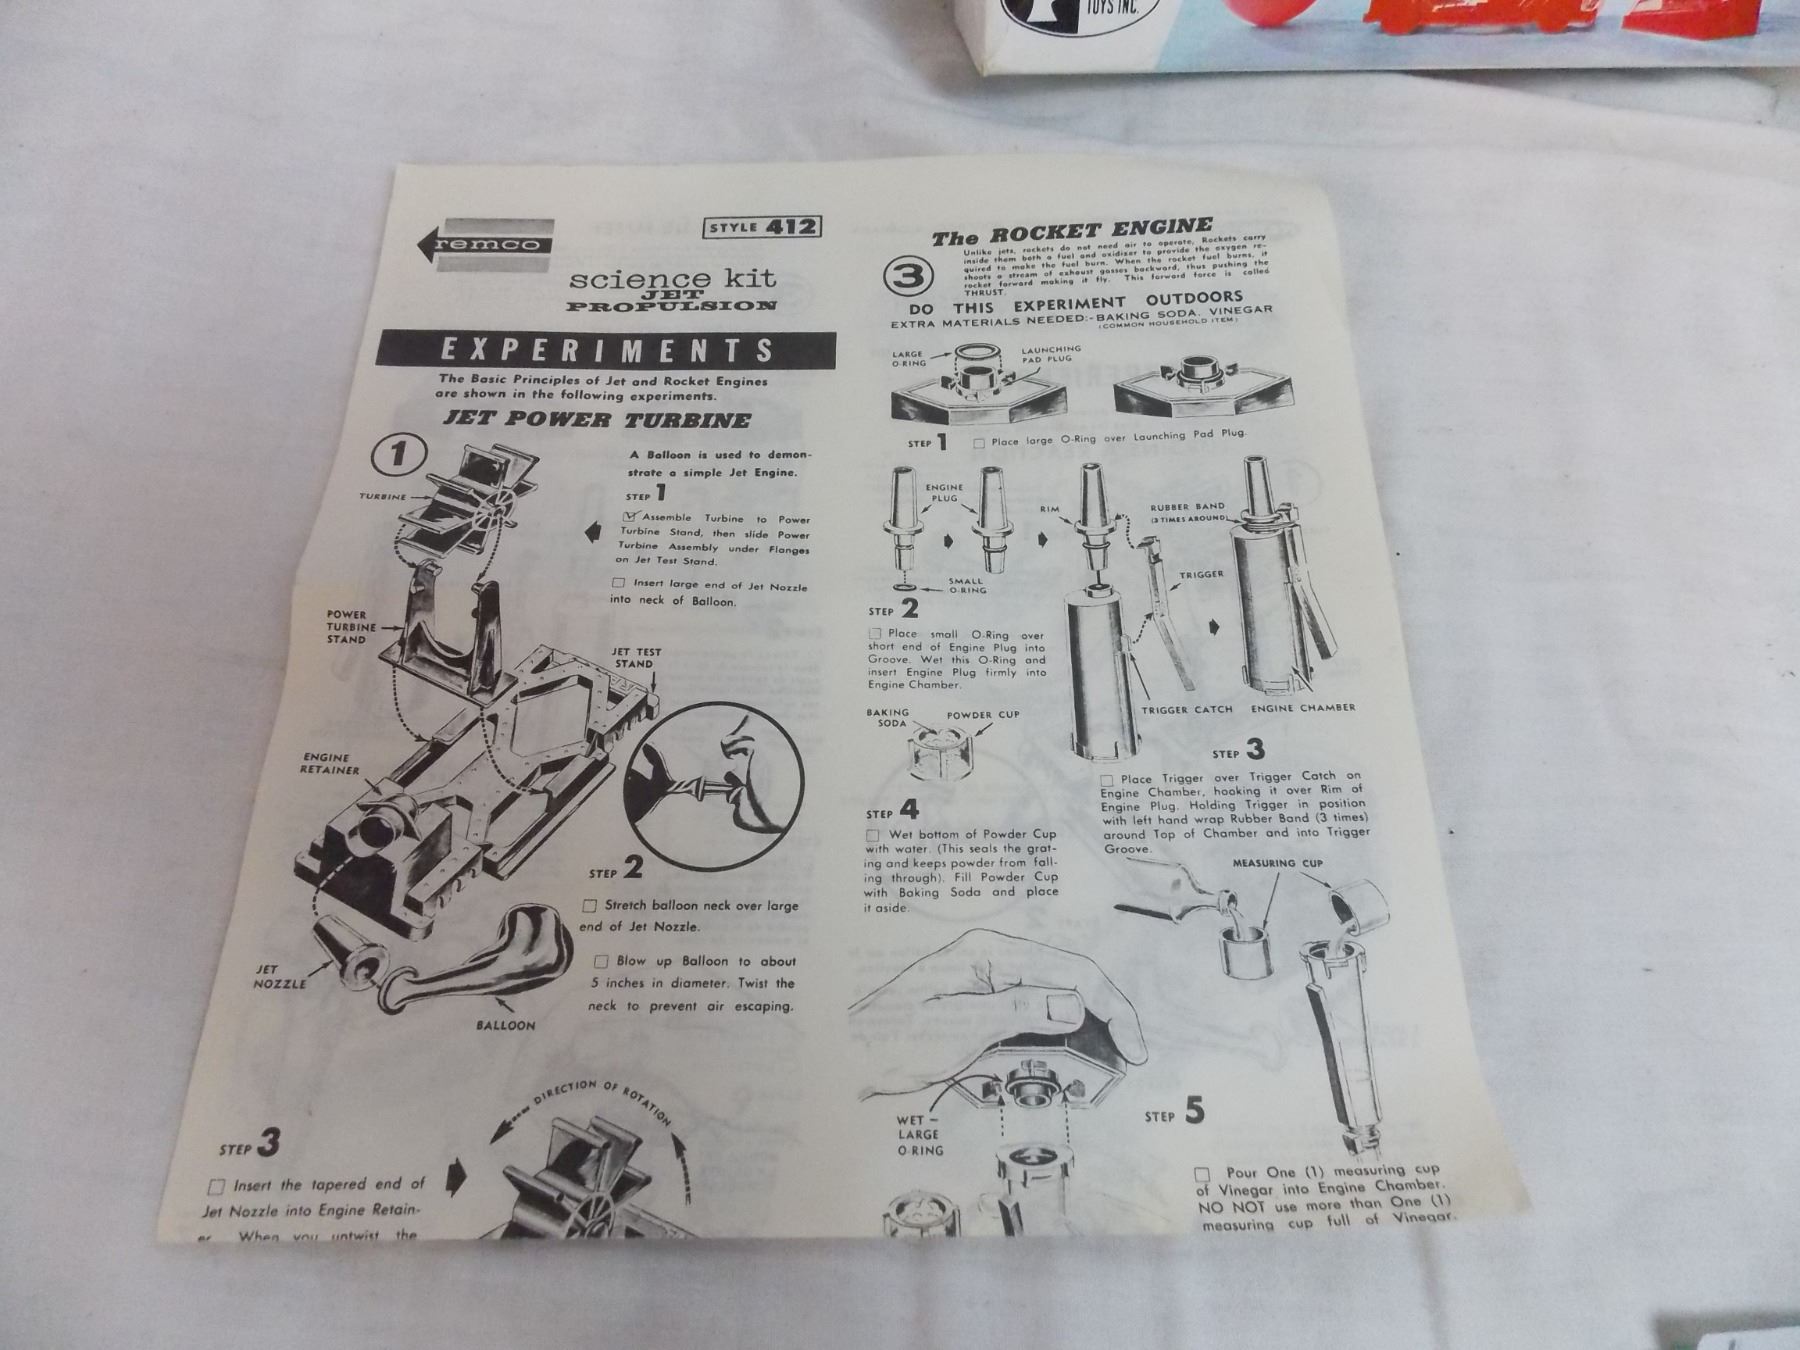 TOYS INC.
remco
STYLE 412
science kit
JET
PROPULSION
EXPERIMENTS
The Basic Principles of Jet and Rocket Engines
are shown in the following experiments.
JET POWER TURBINE
1
A Balloon is used to demon-
strate a simple Jet Engine.
TURBINE
STEP 1
Assemble Turbine to Power
Turbine Stand, then slide Power
Turbine Assembly under Flanges
on Jet Test Stand.
Insert large end of Jet Nozzle
into neck of Balloon.
POWER
TURBINE
STAND
JET TEST
STAND
ENGINE
RETAINER
STEP 2
Stretch balloon neck over large
end of Jet Nozzle.
Blow up Balloon to about
5 inches in diameter. Twist the
neck to prevent air escaping.
JET
NOZZLE
BALLOON
DIRECTION OF ROTATION
STEP 3
Insert the tapered end of
Jet Nozzle into Engine Retain-
er. When you untwist the
The ROCKET ENGINE
3
Unlike jets, rockets do not need air to operate, Rockets carry
inside them both a fuel and oxidizer to provide the oxygen re-
quired to make the fuel burn. When the rocket fuel burns, it
shoots a stream of exhaust gasses backward, thus pushing the
rocket forward making it fly. This forward force is called
THRUST.
DO THIS EXPERIMENT OUTDOORS
EXTRA MATERIALS NEEDED:-BAKING SODA, VINEGAR
(COMMON HOUSEHOLD ITEM)
LARGE
O-RING
LAUNCHING
PAD PLUG
STEP 1 Place large O-Ring over Launching Pad Plug.
ENGINE
PLUG
RIM
RUBBER BAND
(3 TIMES AROUND)
SMALL
O-RING
TRIGGER
STEP 2
Place small O-Ring over
short end of Engine Plug into
Groove. Wet this O-Ring and
insert Engine Plug firmly into
Engine Chamber.
BAKING
SODA
POWDER CUP
TRIGGER CATCH
ENGINE CHAMBER
STEP 3
Place Trigger over Trigger Catch on
Engine Chamber, hooking it over Rim of
Engine Plug. Holding Trigger in position
with left hand wrap Rubber Band (3 times)
around Top of Chamber and into Trigger
Groove.
STEP 4
Wet bottom of Powder Cup
with water. (This seals the grat-
ing and keeps powder from fall-
ing through). Fill Powder Cup
with Baking Soda and place
it aside.
MEASURING CUP
WET -
LARGE
O-RING
STEP 5
Pour One (1) measuring cup
of Vinegar into Engine Chamber.
NO NOT use more than One (1)
measuring cup full of Vinegar.